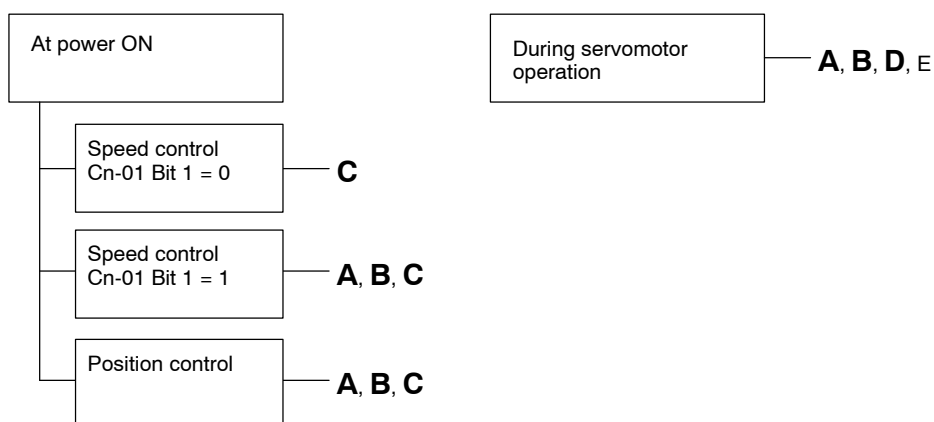 At power ON
Speed control
Cn-01 Bit 1 = 0
C
Speed control
Cn-01 Bit 1 = 1
A, B, C
Position control
A, B, C
During servomotor
operation
A, B, D, E